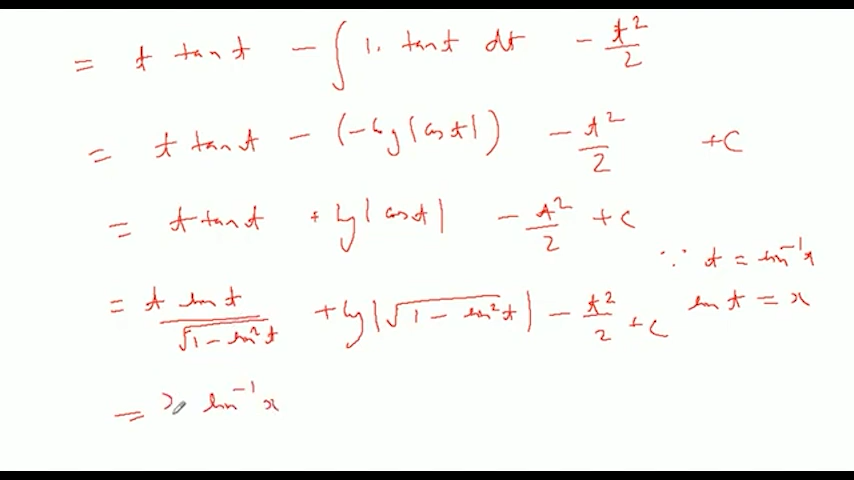 = t tan t − ∫ 1. tan t dt − t²/2
= t tan t − (−log|cos t|) − t²/2 + C
= t tan t + log|cos t| − t²/2 + C
∵ t = sin⁻¹x
= t sin t/√(1 − sin²t) + log|√(1 − sin²t)| − t²/2 + C
sin t = x
= x sin⁻¹x